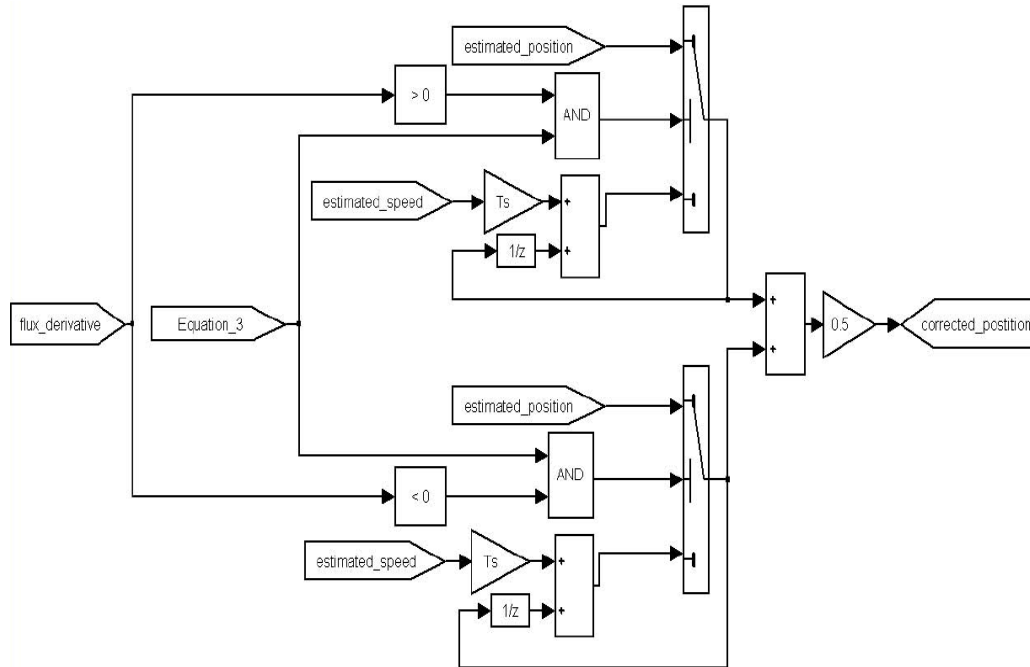 estimated_position
> 0
AND
estimated_speed
Ts
+
+
1/z
flux_derivative
Equation_3
+
+
0.5
corrected_postition
estimated_position
AND
< 0
estimated_speed
Ts
+
+
1/z